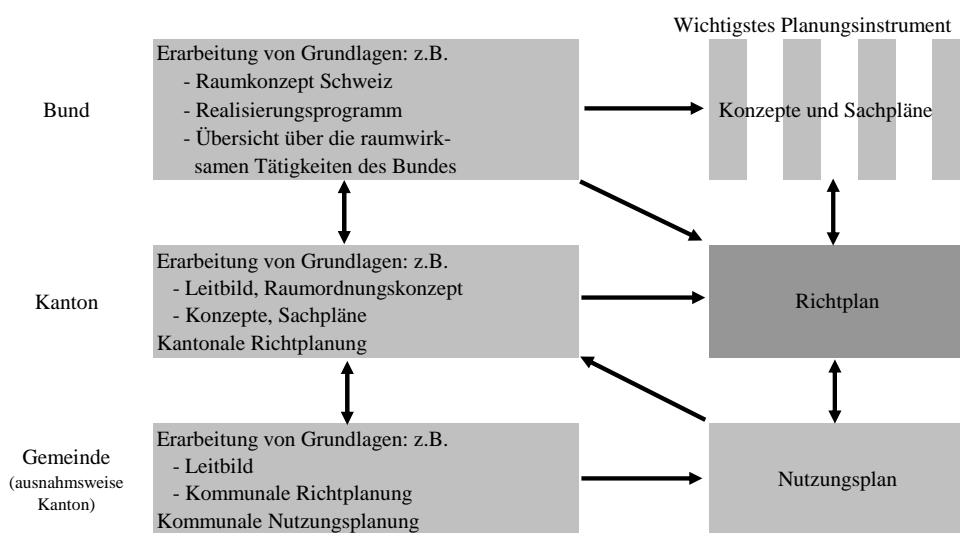 Wichtigstes Planungsinstrument
Bund
Erarbeitung von Grundlagen: z.B.
- Raumkonzept Schweiz
- Realisierungsprogramm
- Übersicht über die raumwirk-
samen Tätigkeiten des Bundes
Konzepte und Sachpläne
Kanton
Erarbeitung von Grundlagen: z.B.
- Leitbild, Raumordnungskonzept
- Konzepte, Sachpläne
Kantonale Richtplanung
Richtplan
Gemeinde
(ausnahmsweise
Kanton)
Erarbeitung von Grundlagen: z.B.
- Leitbild
- Kommunale Richtplanung
Kommunale Nutzungsplanung
Nutzungsplan